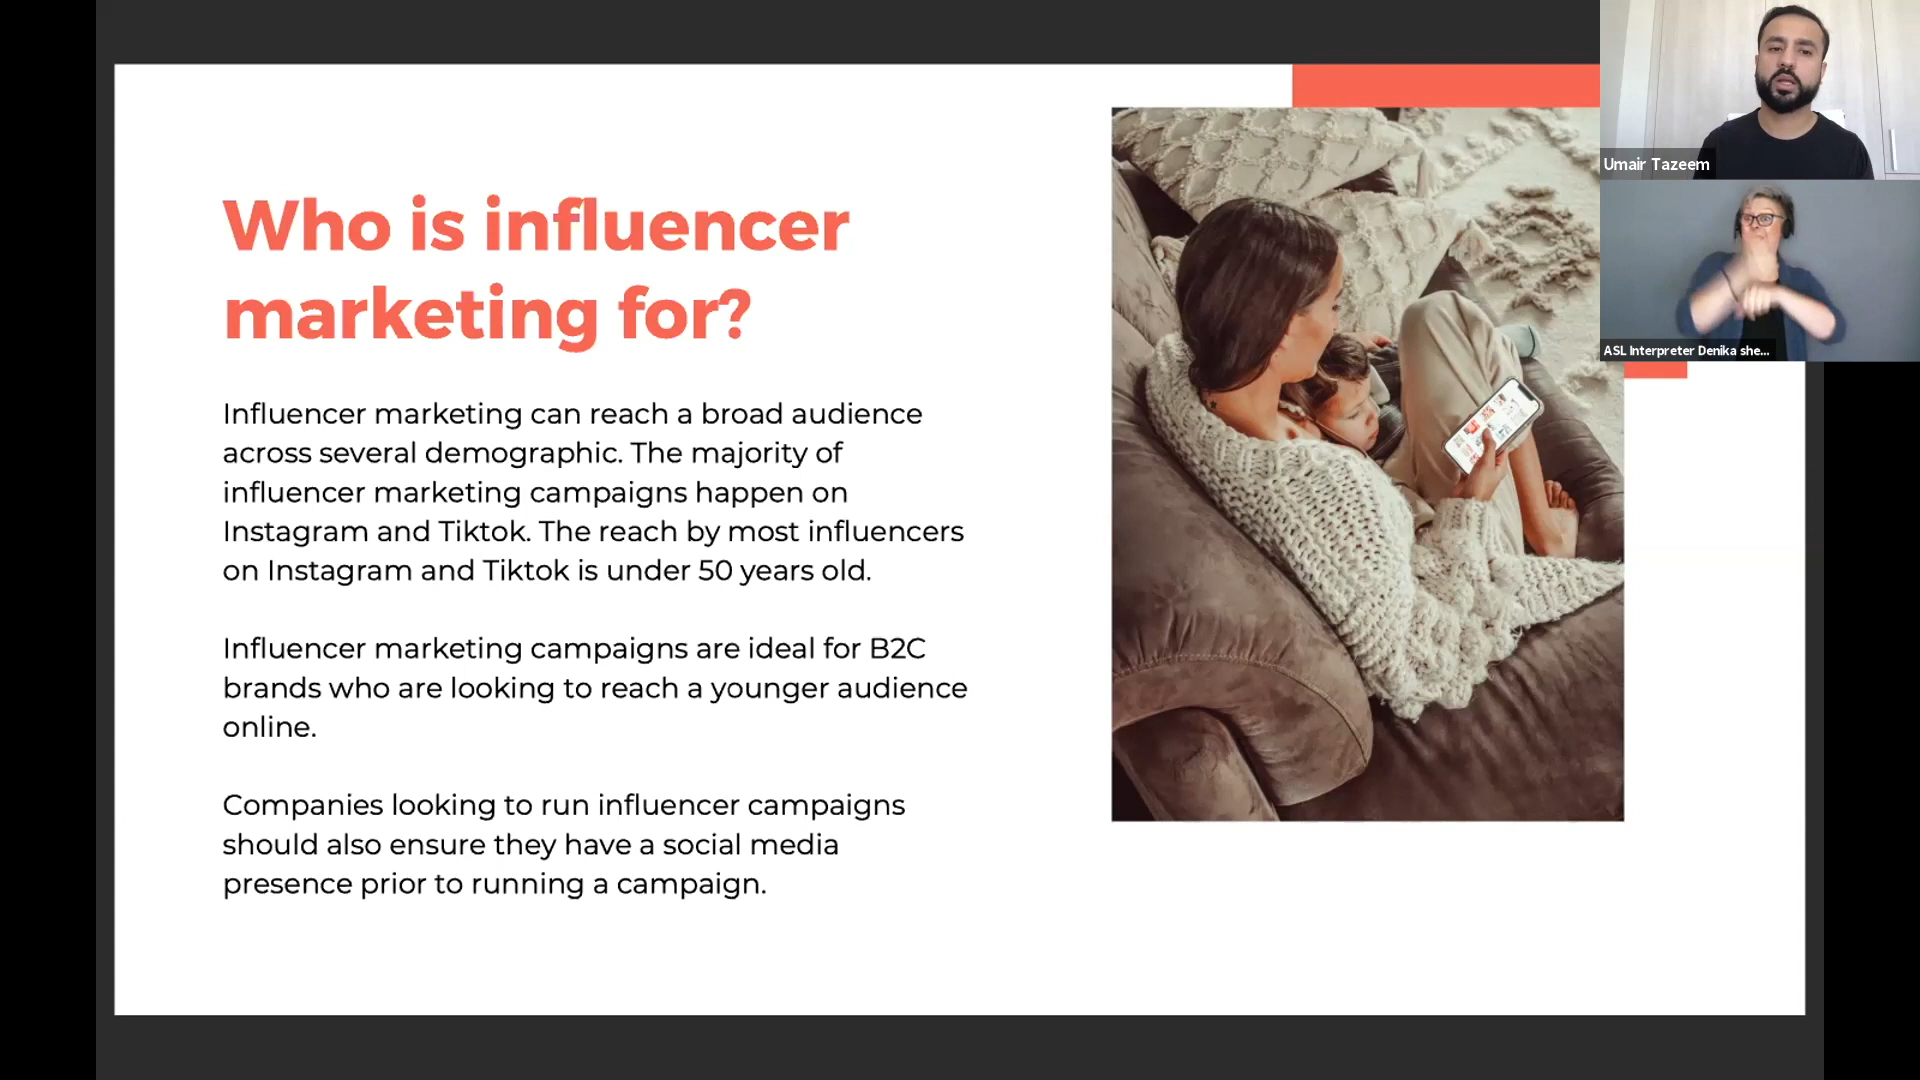 Who is influencer
marketing for?
Influencer marketing can reach a broad audience
across several demographic. The majority of
influencer marketing campaigns happen on
Instagram and Tiktok. The reach by most influencers
on Instagram and Tiktok is under 50 years old.
Influencer marketing campaigns are ideal for B2C
brands who are looking to reach a younger audience
online.
Companies looking to run influencer campaigns
should also ensure they have a social media
presence prior to running a campaign.
Umair Tazeem
ASL Interpreter Denika she...